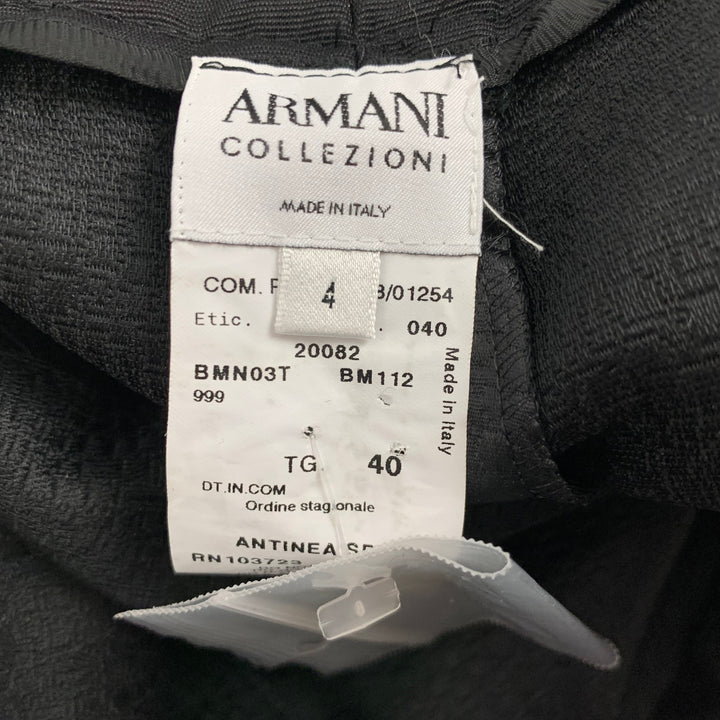 ARMANI
COLLEZIONI
MADE IN ITALY
4
COM. /01254
Etic. 040
20082
BMN03T BM112
999
Made in Italy
TG. 40
DT.IN.COM
Ordine stagionale
ANTINEA
RN103723